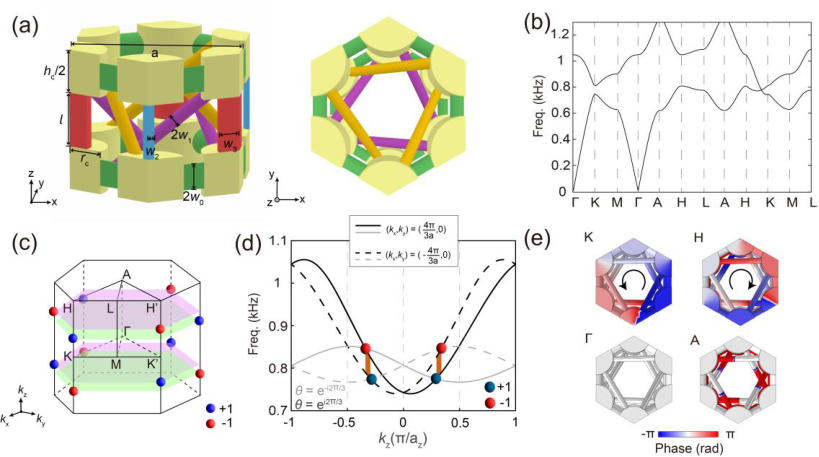 (a)
a
h_c/2
l
r_c
w_2
2w_1
w_3
2w_0
z
y
x
y
z
x
(b)
Freq. (kHz)
1.2
1
0.8
0.6
0.4
0.2
0
Γ K M Γ A H L A H K M L
(c)
A
H L H'
Γ
K M K'
k_z
k_x k_y
+1
-1
(d)
(k_x,k_y) = (4π/3a,0)
(k_x,k_y) = (-4π/3a,0)
Freq. (kHz)
1.1
1
0.9
0.8
0.7
θ = e^{-i2π/3}
θ = e^{i2π/3}
+1
-1
-1 -0.5 0 0.5 1
k_z(π/a_z)
(e)
K H
Γ A
-π π
Phase (rad)